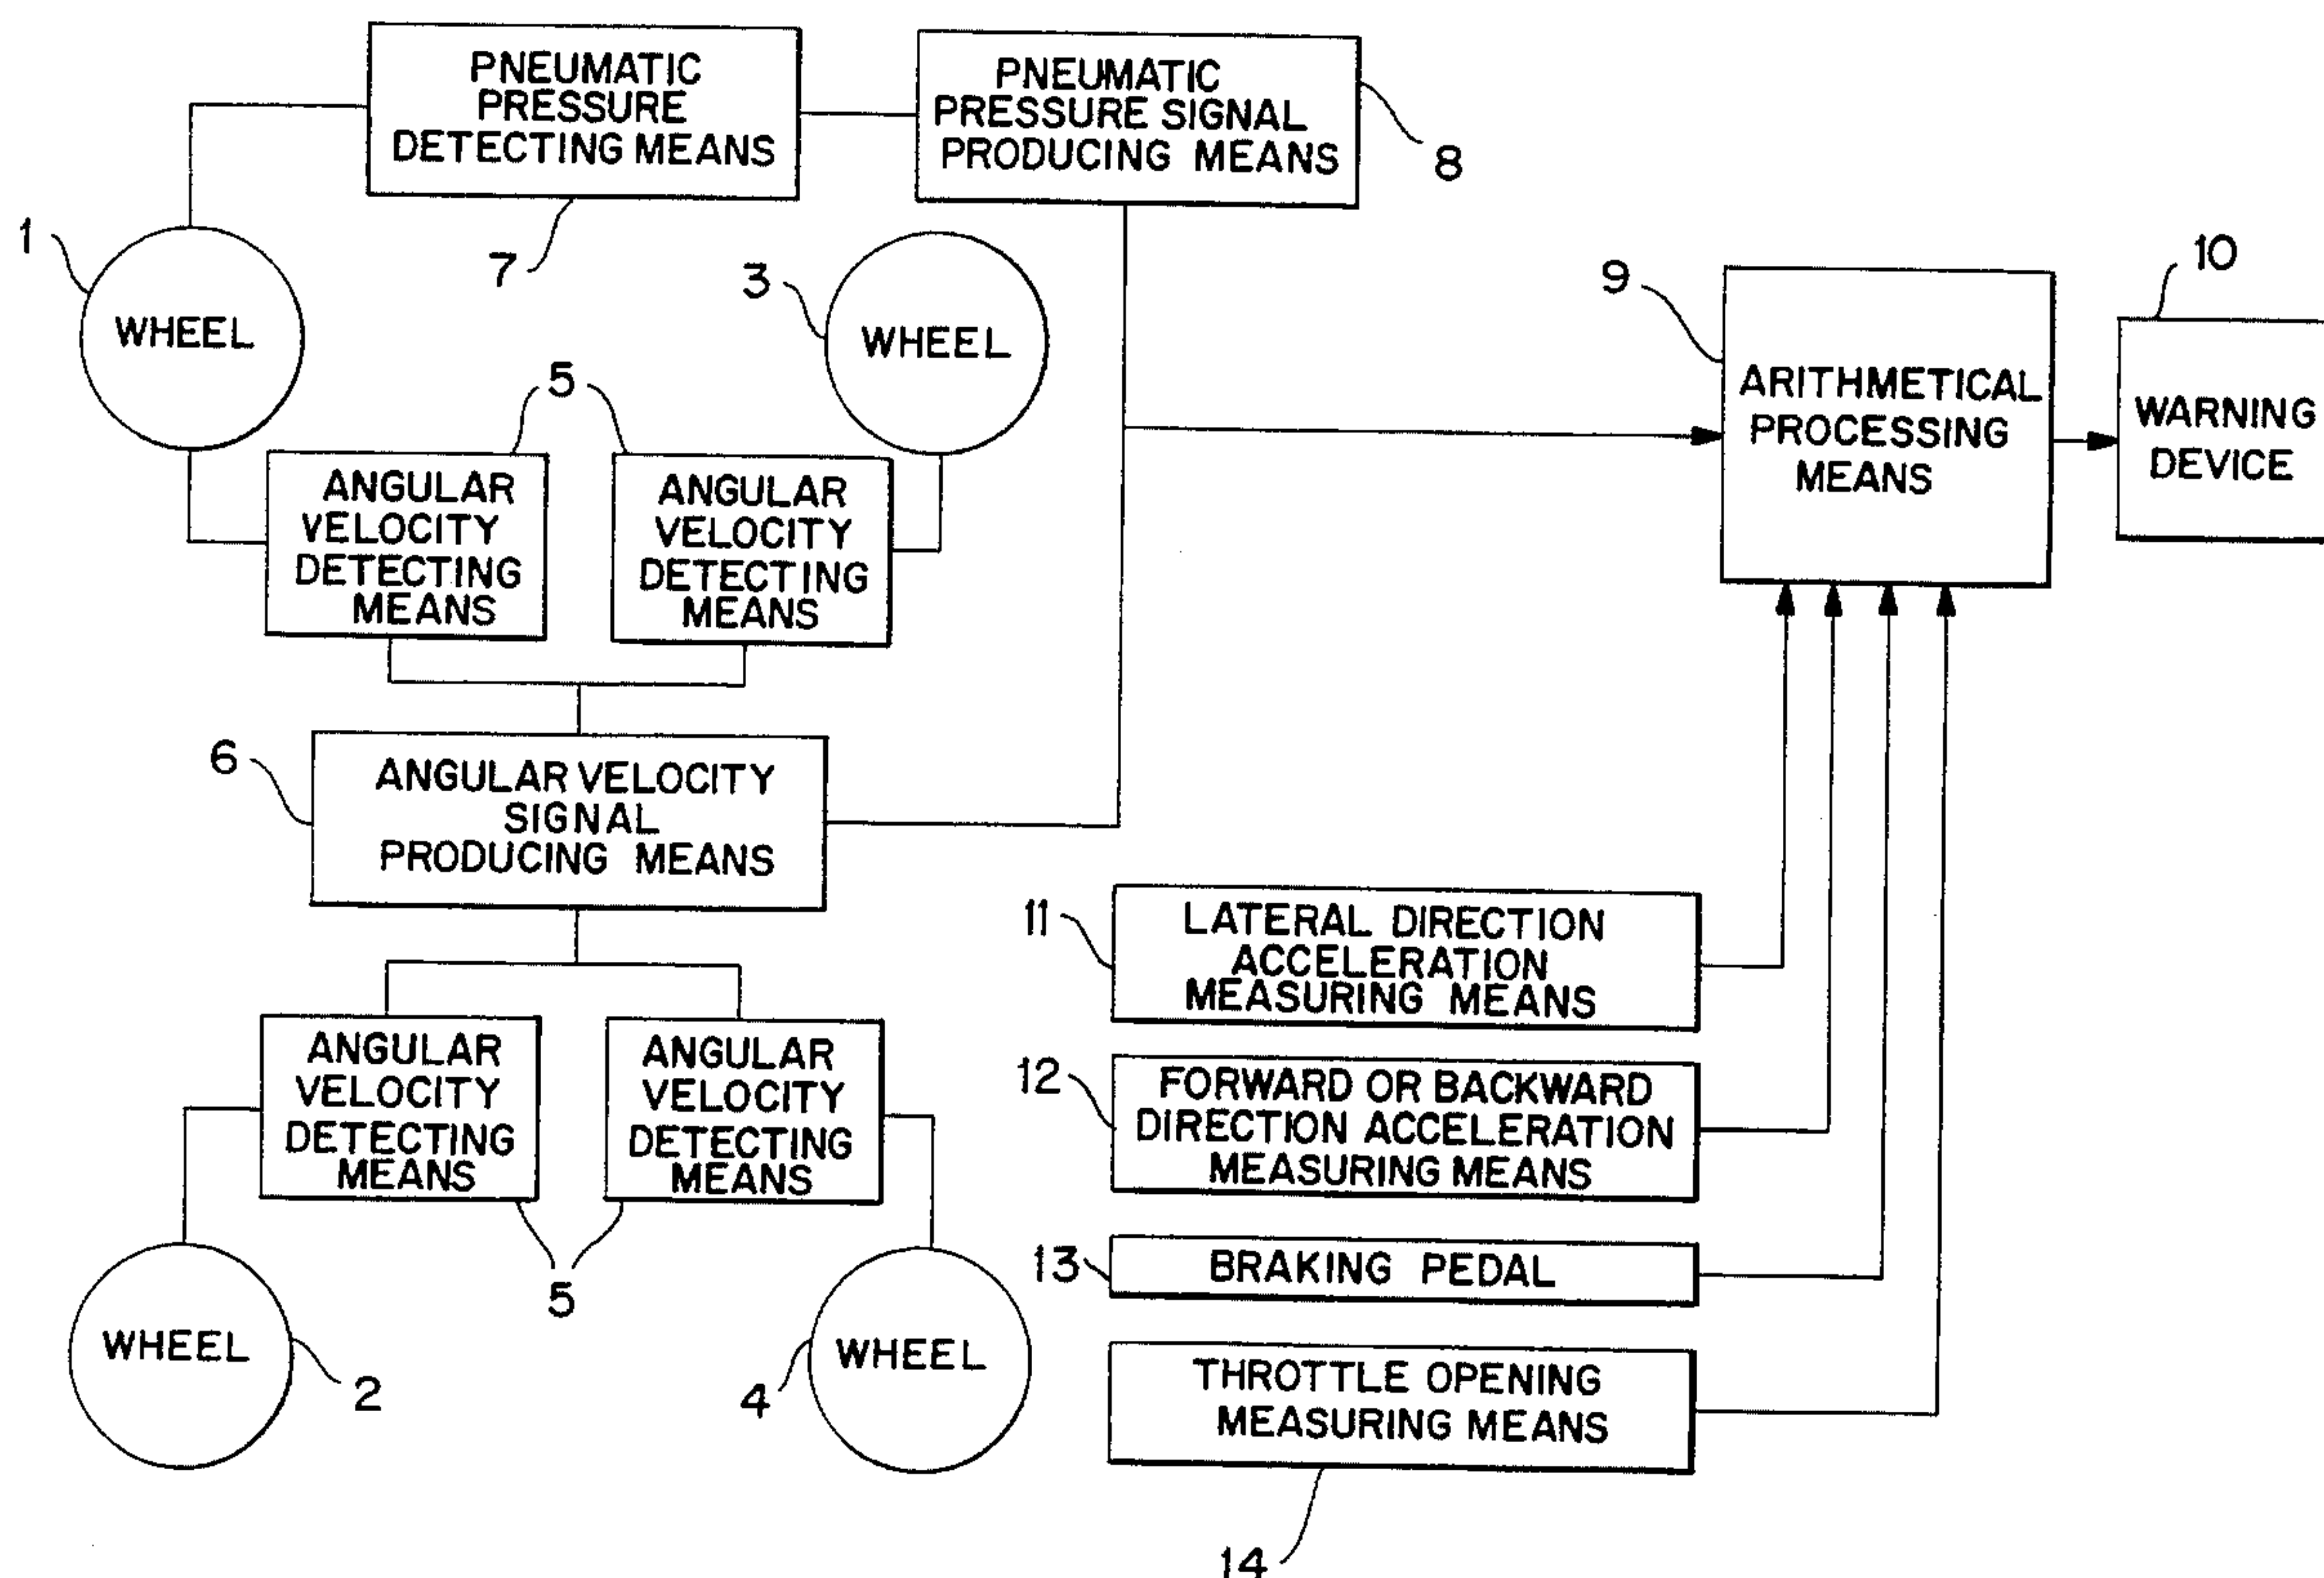 PNEUMATIC
PRESSURE
DETECTING MEANS
7
PNEUMATIC
PRESSURE SIGNAL
PRODUCING MEANS
8
1
WHEEL
3
WHEEL
5
ANGULAR
VELOCITY
DETECTING
MEANS
ANGULAR
VELOCITY
DETECTING
MEANS
9
ARITHMETICAL
PROCESSING
MEANS
10
WARNING
DEVICE
6
ANGULAR VELOCITY
SIGNAL
PRODUCING MEANS
ANGULAR
VELOCITY
DETECTING
MEANS
ANGULAR
VELOCITY
DETECTING
MEANS
5
WHEEL
2
4
WHEEL
11
LATERAL DIRECTION
ACCELERATION
MEASURING MEANS
12
FORWARD OR BACKWARD
DIRECTION ACCELERATION
MEASURING MEANS
13
BRAKING PEDAL
THROTTLE OPENING
MEASURING MEANS
14